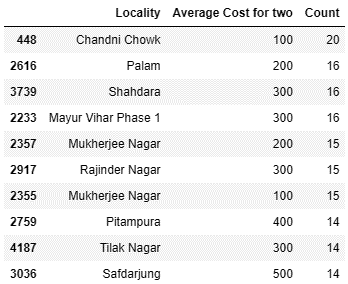 Locality Average Cost for two Count
448 Chandni Chowk 100 20
2616 Palam 200 16
3739 Shahdara 300 16
2233 Mayur Vihar Phase 1 300 16
2357 Mukherjee Nagar 200 15
2917 Rajinder Nagar 300 15
2355 Mukherjee Nagar 100 15
2759 Pitampura 400 14
4187 Tilak Nagar 300 14
3036 Safdarjung 500 14